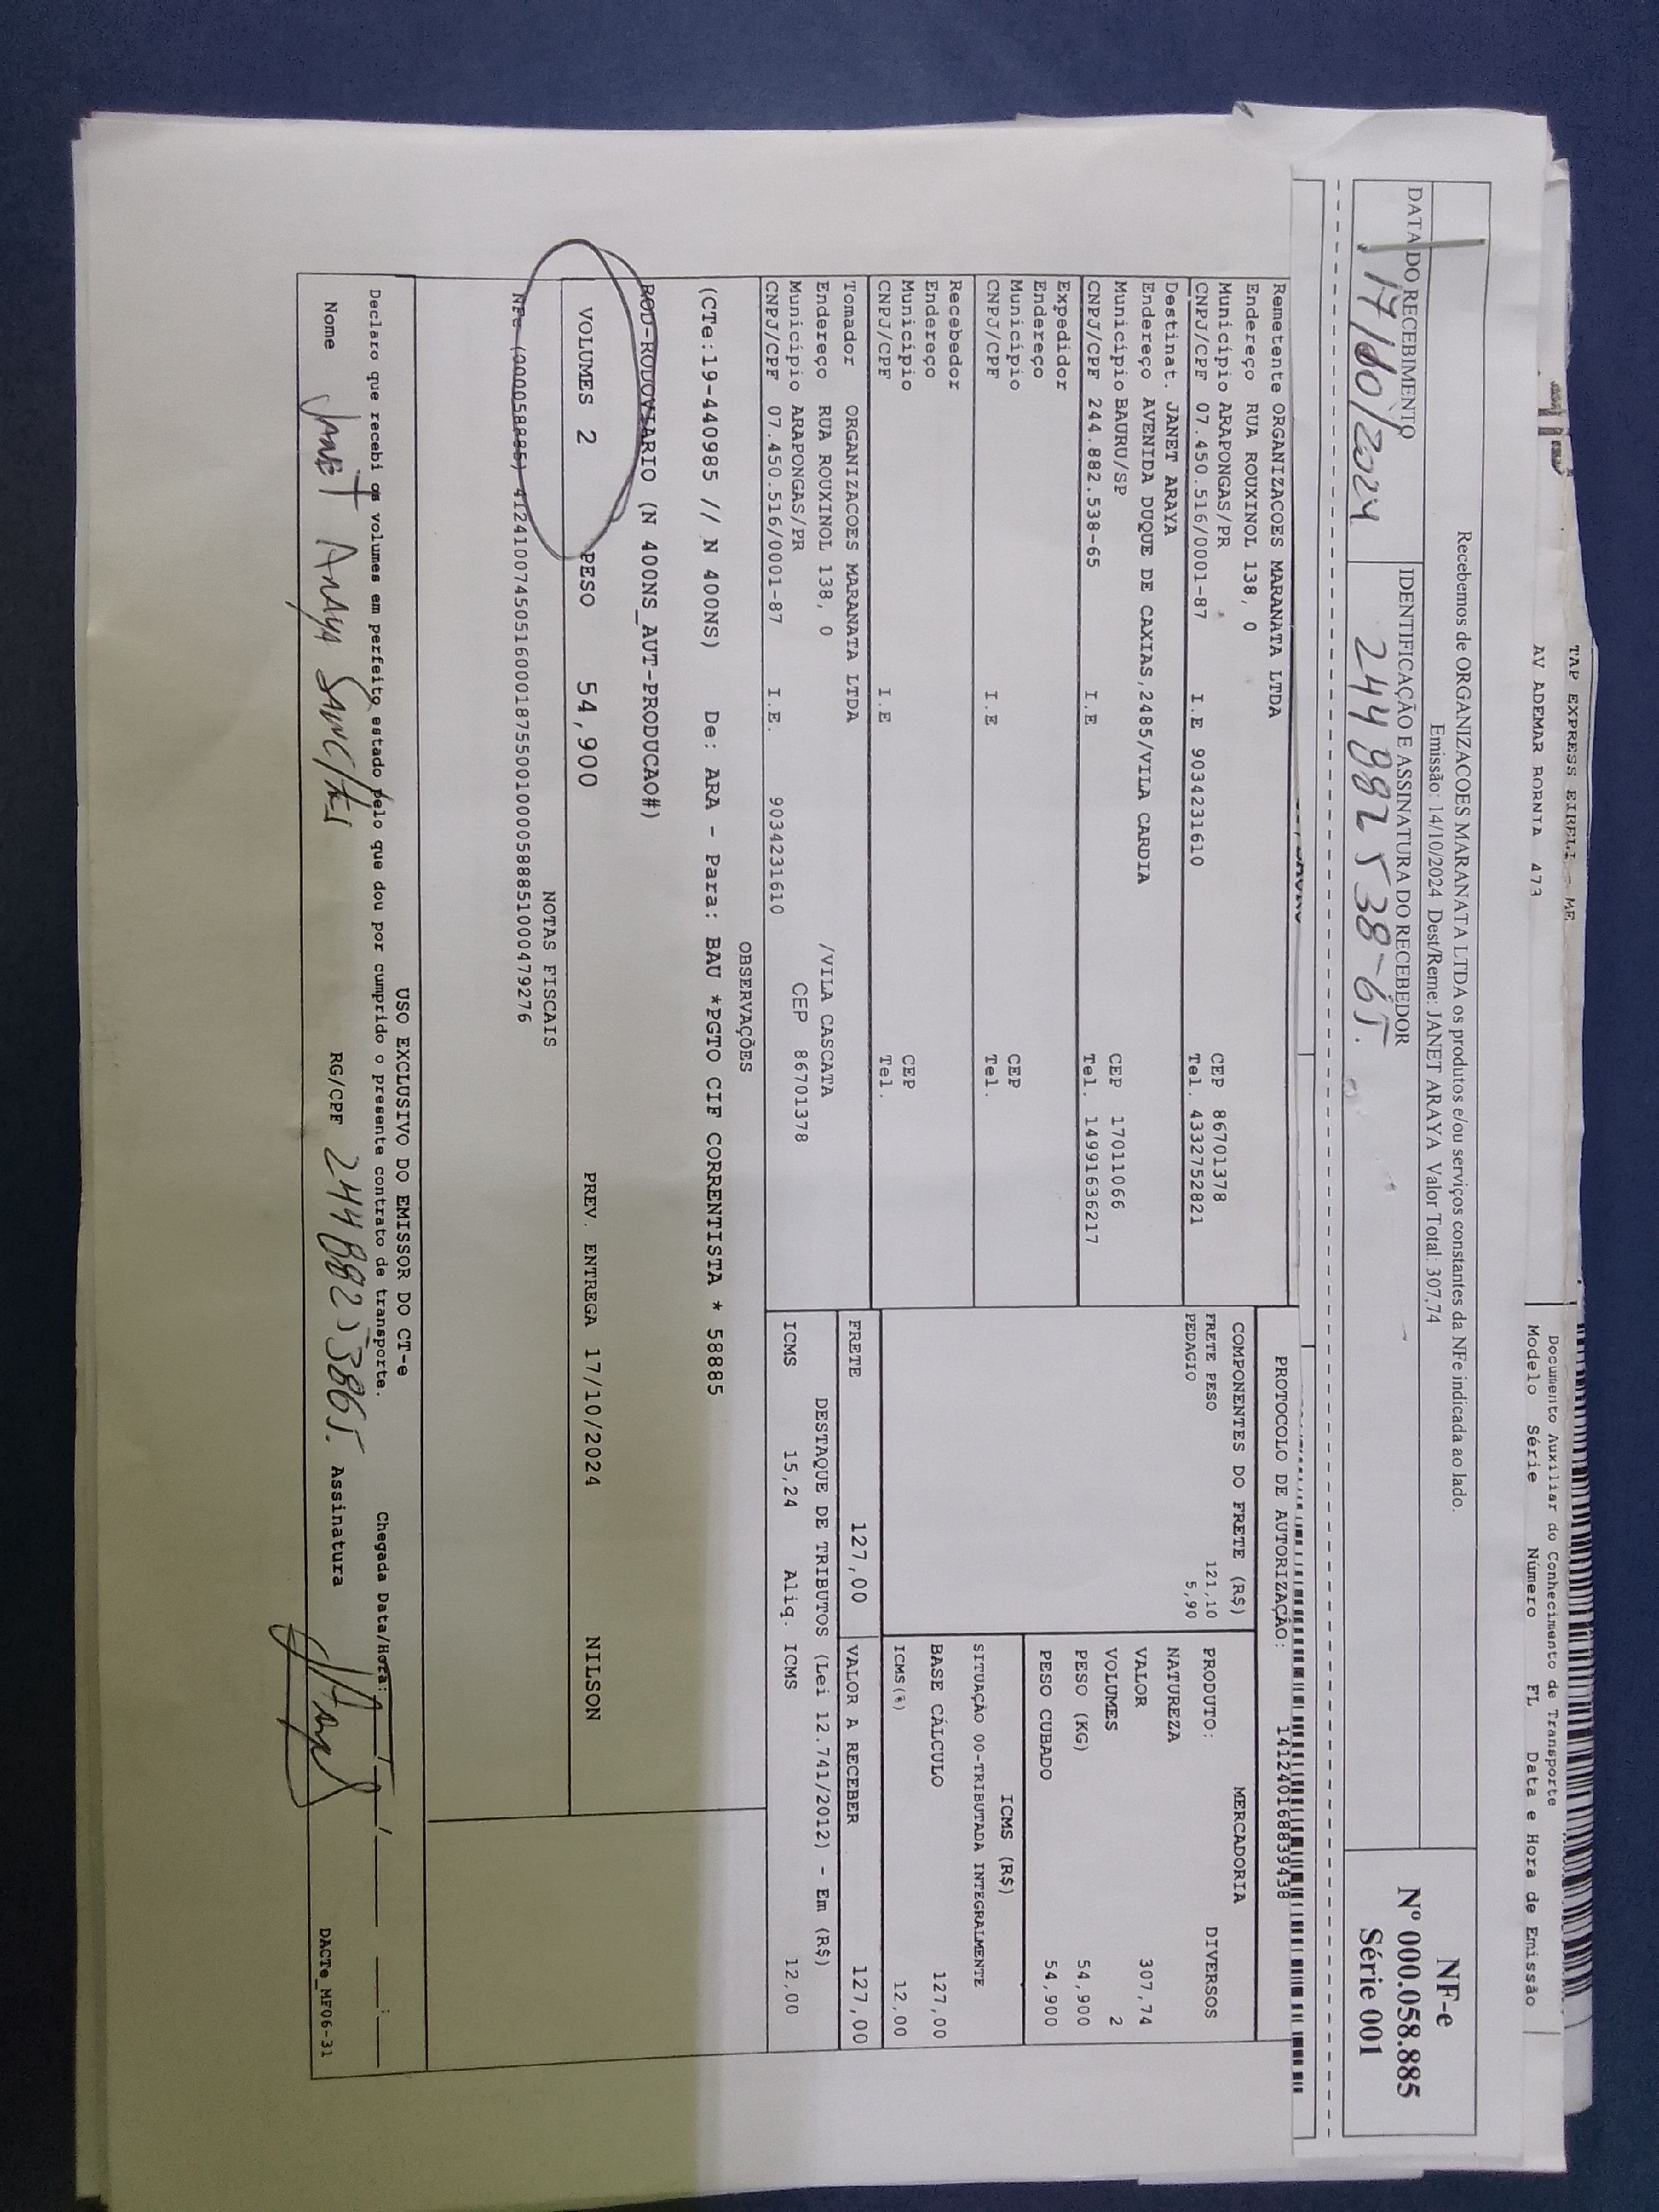 TAP EXPRESS EIRELI - ME
AV ADEMAR BORNIA 473
Documento Auxiliar do Conhecimento de Transporte
Modelo Série Número FL Data e Hora de Emissão
Recebemos de ORGANIZACOES MARANATA LTDA os produtos e/ou serviços constantes da NFe indicada ao lado.
Emissão: 14/10/2024 Dest/Reme: JANET ARAYA Valor Total: 307,74
DATA DO RECEBIMENTO
17/10/2024
IDENTIFICAÇÃO E ASSINATURA DO RECEBEDOR
244 882 538-65.
NF-e
Nº 000.058.885
Série 001
PROTOCOLO DE AUTORIZAÇÃO: 141240168839438
Remetente ORGANIZACOES MARANATA LTDA
Endereço RUA ROUXINOL 138, 0
Município ARAPONGAS/PR CEP 86701378
CNPJ/CPF 07.450.516/0001-87 I.E 9034231610 Tel. 4332752821
Destinat. JANET ARAYA
Endereço AVENIDA DUQUE DE CAXIAS,2485/VILA CARDIA
Município BAURU/SP CEP 17011066
CNPJ/CPF 244.882.538-65 I.E Tel. 14991636217
Expedidor
Endereço
Município CEP
CNPJ/CPF I.E Tel.
Recebedor
Endereço
Município CEP
CNPJ/CPF I.E Tel.
Tomador ORGANIZACOES MARANATA LTDA
Endereço RUA ROUXINOL 138, 0 /VILA CASCATA
Município ARAPONGAS/PR CEP 86701378
CNPJ/CPF 07.450.516/0001-87 I.E. 9034231610
COMPONENTES DO FRETE (R$)
FRETE PESO 121,10
PEDAGIO 5,90
MERCADORIA
PRODUTO: DIVERSOS
NATUREZA
VALOR 307,74
VOLUMES 2
PESO (KG) 54,900
PESO CUBADO 54,900
ICMS (R$)
SITUAÇÃO 00-TRIBUTADA INTEGRALMENTE
BASE CÁLCULO 127,00
ICMS(%) 12,00
FRETE 127,00 VALOR A RECEBER 127,00
DESTAQUE DE TRIBUTOS (Lei 12.741/2012) - Em (R$)
ICMS 15,24 Aliq. ICMS 12,00
OBSERVAÇÕES
(CTe:19-440985 // N 400NS) De: ARA - Para: BAU *PGTO CIF CORRENTISTA * 58885
ROD-RODOVIARIO (N 400NS_AUT-PRODUCAO#)
VOLUMES 2 PESO 54,900 PREV. ENTREGA 17/10/2024 NILSON
NOTAS FISCAIS
NFe (000058885) 41241007450516000187550010000588851000479276
USO EXCLUSIVO DO EMISSOR DO CT-e
Declaro que recebi os volumes em perfeito estado pelo que dou por cumprido o presente contrato de transporte. Chegada Data/Hora: __/__/__ __:__
Nome Janet Araya Sanches RG/CPF 24488253865. Assinatura
DACTe_MF06-31